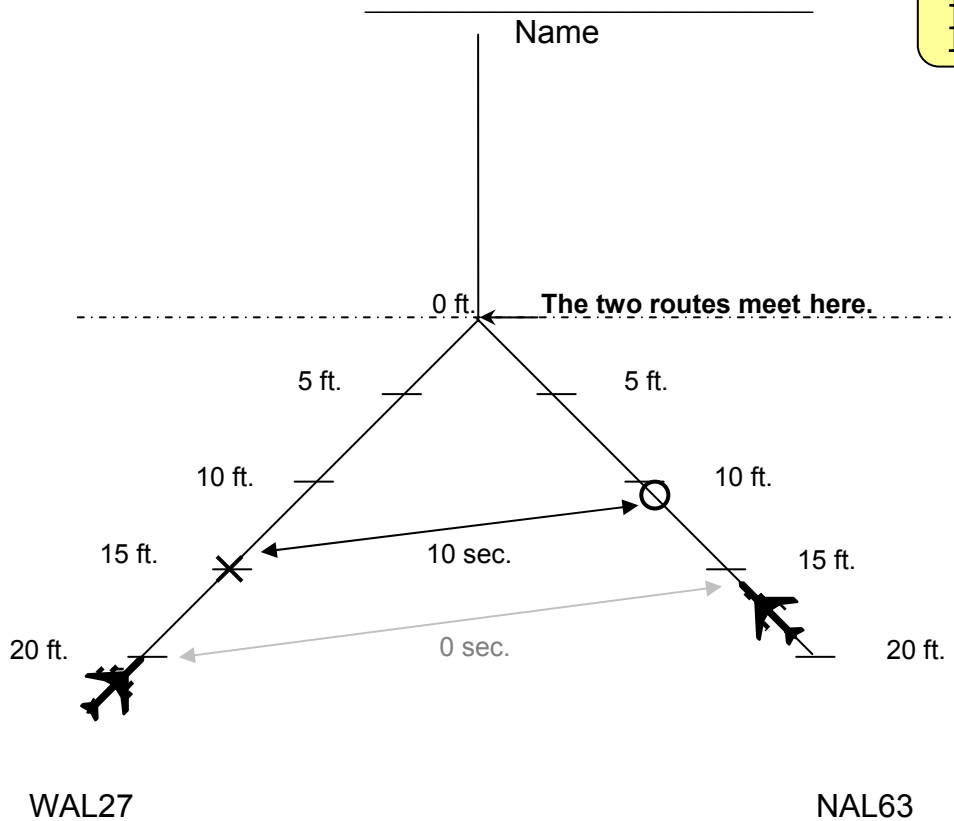 Name
0 ft. The two routes meet here.
5 ft. 5 ft.
10 ft. 10 ft.
10 sec.
15 ft. 15 ft.
0 sec.
20 ft. 20 ft.
WAL27 NAL63